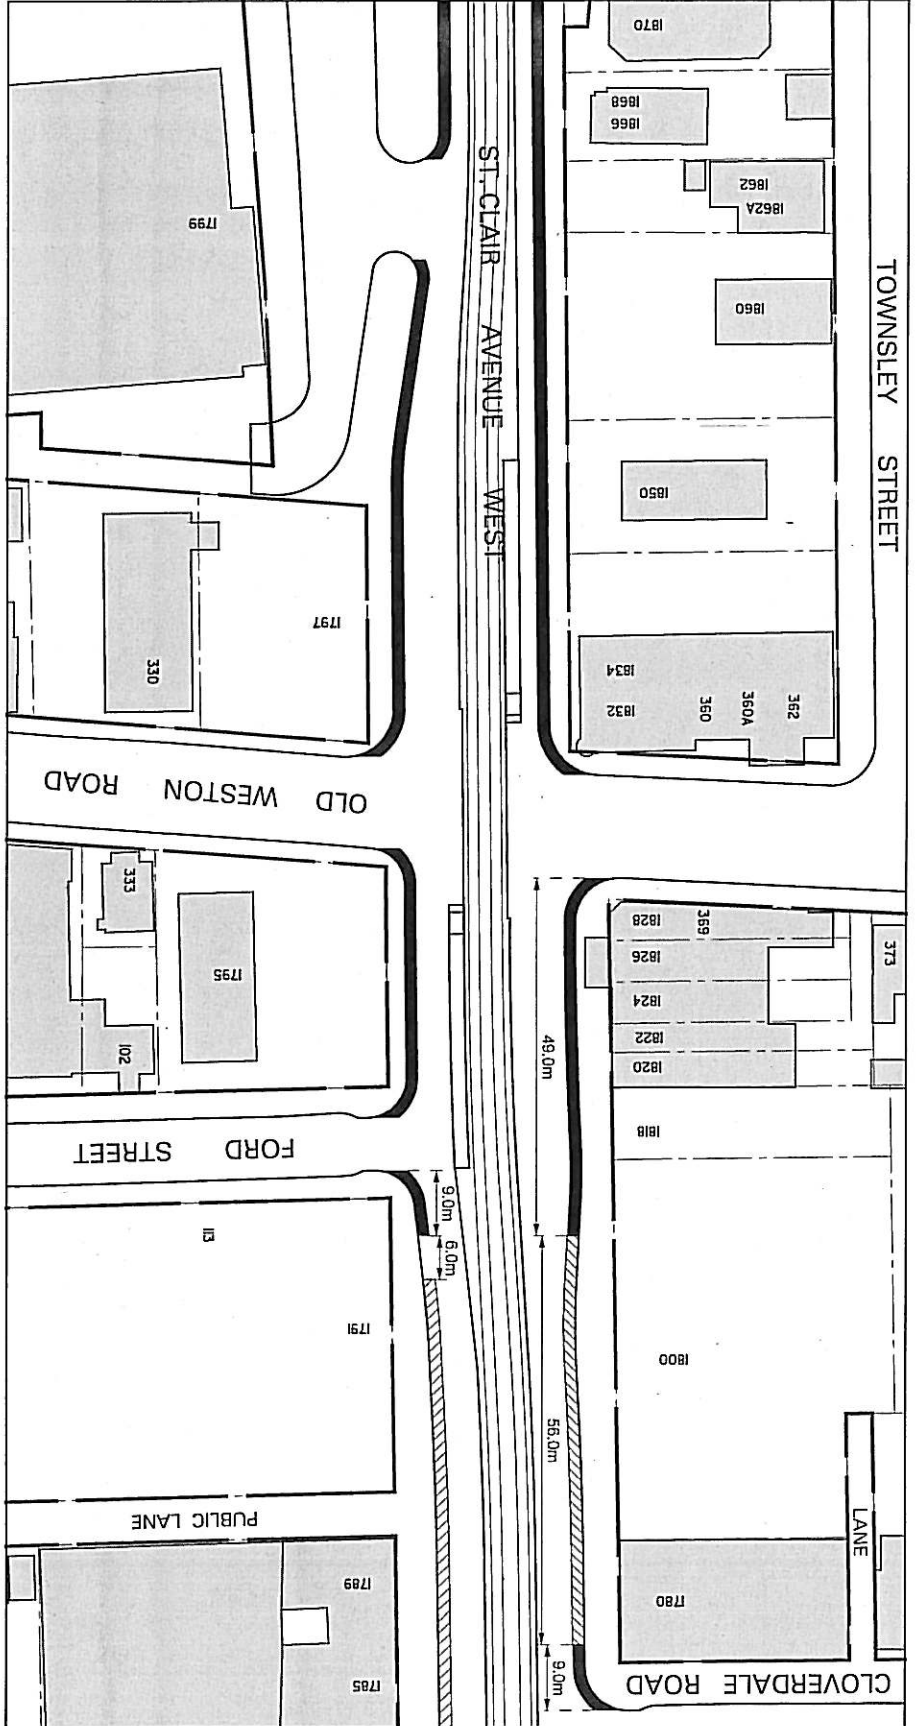 1870
1868
1866
1862
1862A
1860
1850
1834
1832
360
360A
362
TOWNSLEY STREET
ST. CLAIR AVENUE WEST
1799
1797
330
OLD WESTON ROAD
333
1795
102
FORD STREET
369
1828
1826
1824
1822
1820
1818
373
49.0m
9.0m
6.0m
56.0m
9.0m
113
1791
1800
PUBLIC LANE
LANE
1789
1785
1780
CLOVERDALE ROAD